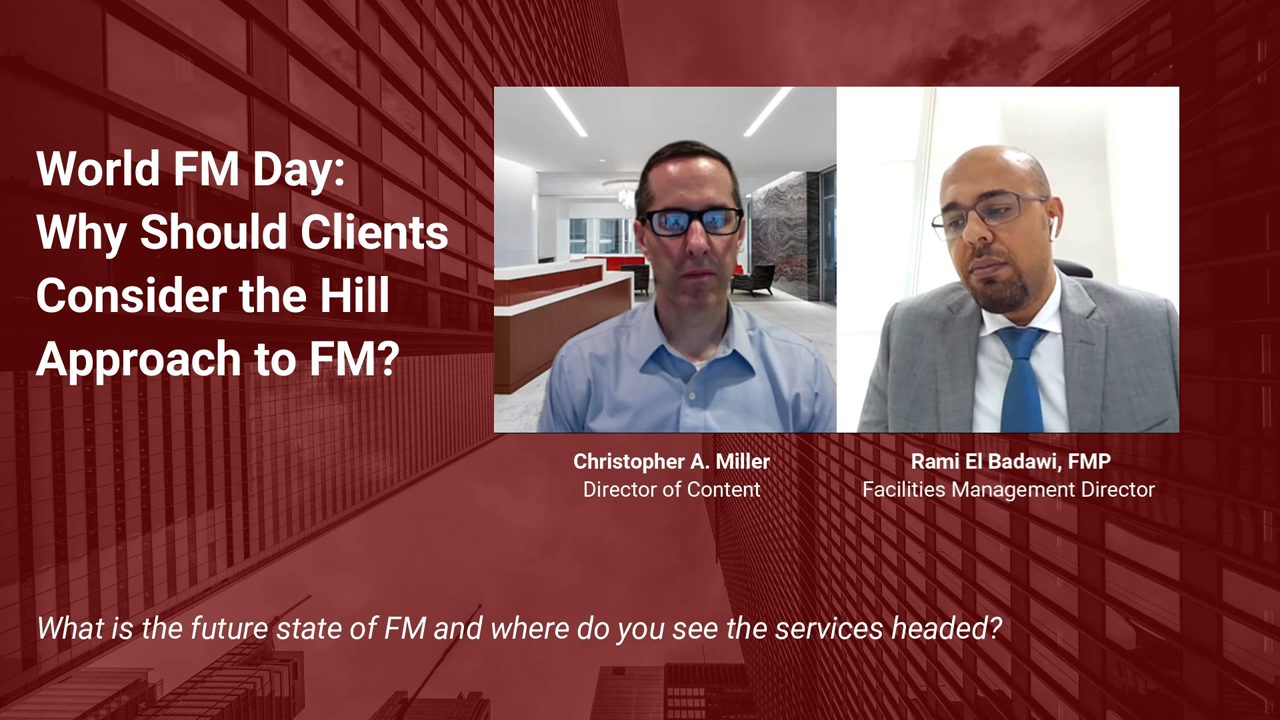 World FM Day:
Why Should Clients
Consider the Hill
Approach to FM?
Christopher A. Miller
Director of Content
Rami El Badawi, FMP
Facilities Management Director
What is the future state of FM and where do you see the services headed?